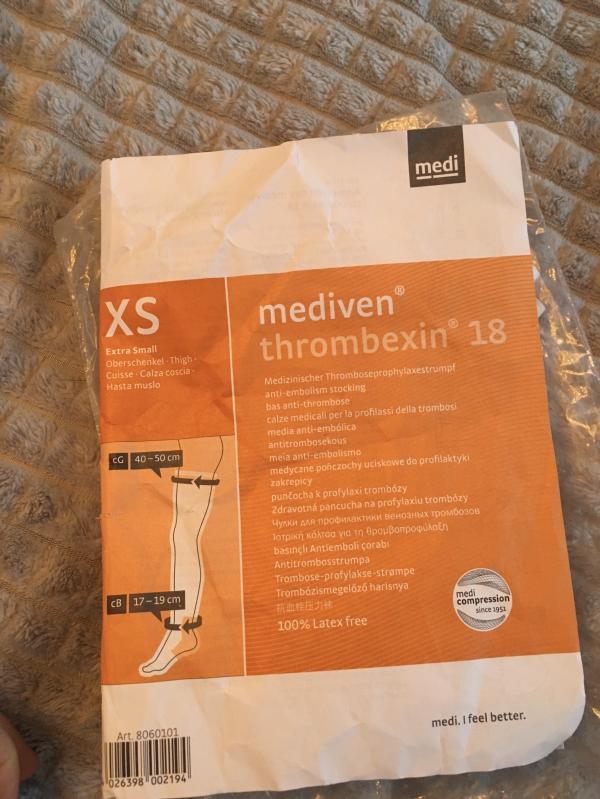 medi
XS
Extra Small
Oberschenkel · Thigh ·
Cuisse · Calza coscia ·
Hasta muslo
mediven®
thrombexin® 18
Medizinischer Thromboseprophylaxestrumpf
anti-embolism stocking
bas anti-thrombose
calze medicali per la profilassi della trombosi
media anti-embólica
antitrombosekous
meia anti-embolismo
medyczne pończochy uciskowe do profilaktyki
zakrepicy
punčocha k profylaxi trombózy
Zdravotná pancucha na profylaxiu trombózy
Чулки для профилактики венозных тромбозов
Ιατρική κάλτσα για τη θρομβοπροφύλαξη
basınçlı Antiemboli çorabı
Antitrombosstrumpa
Trombose-profylakse-strømpe
Trombózismegelőző harisnya
抗血栓压力袜
100% Latex free
cG 40–50 cm
cB 17–19 cm
medi
compression
since 1951
medi. I feel better.
Art. 8060101
026398 002194